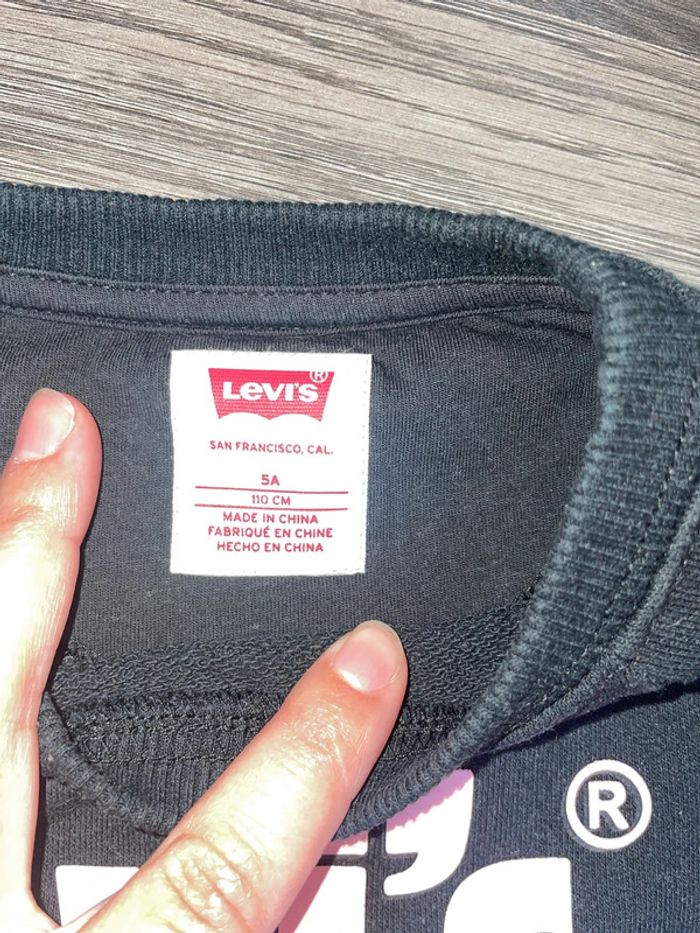 LEVI'S ®
SAN FRANCISCO, CAL.
5A
110 CM
MADE IN CHINA
FABRIQUÉ EN CHINE
HECHO EN CHINA
®